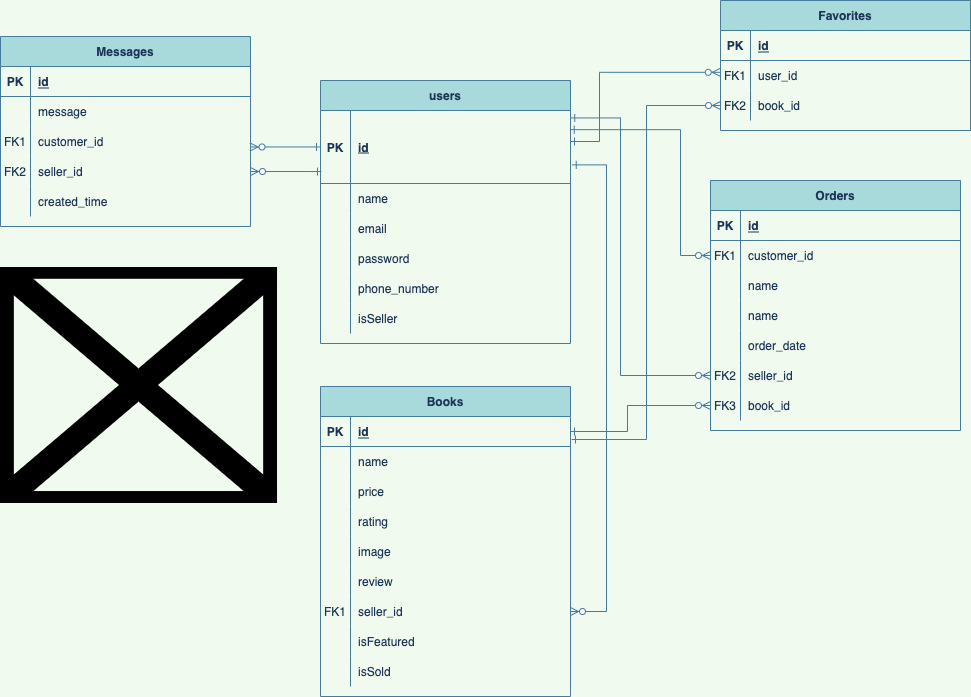 Messages
PK id
message
FK1 customer_id
FK2 seller_id
created_time
users
PK id
name
email
password
phone_number
isSeller
Favorites
PK id
FK1 user_id
FK2 book_id
Orders
PK id
FK1 customer_id
name
name
order_date
FK2 seller_id
FK3 book_id
Books
PK id
name
price
rating
image
review
FK1 seller_id
isFeatured
isSold